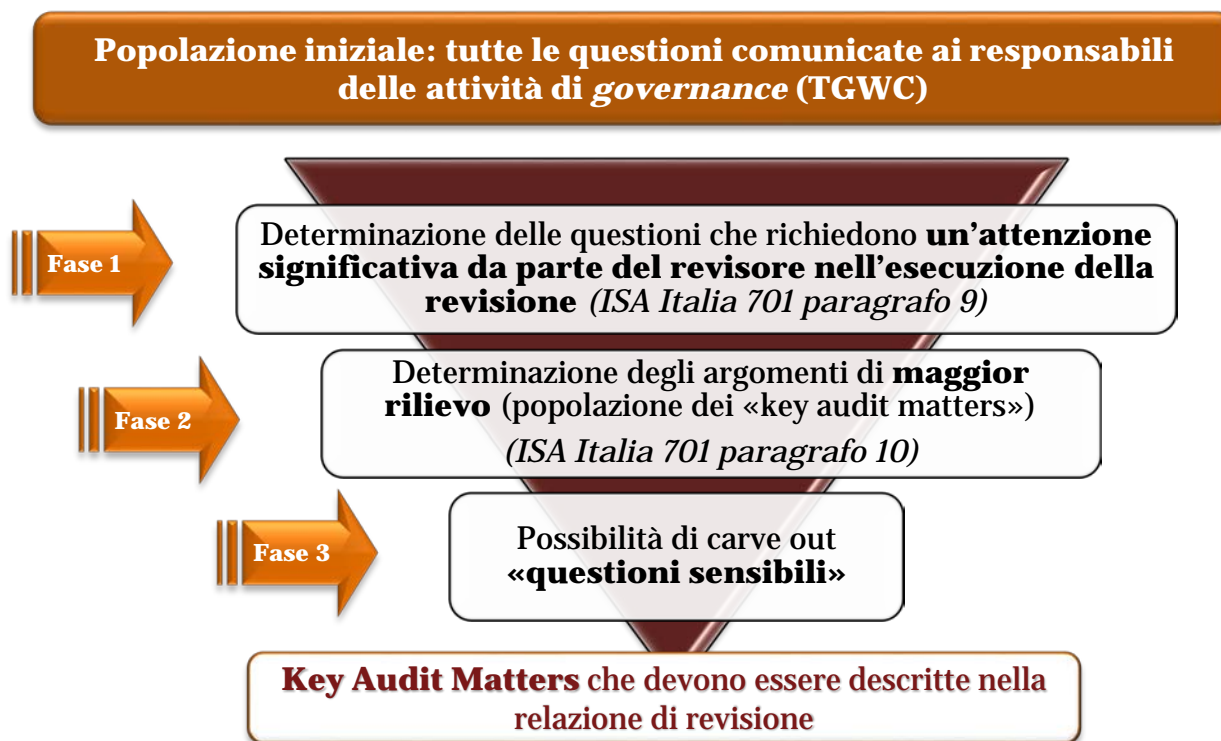 Popolazione iniziale: tutte le questioni comunicate ai responsabili
delle attività di governance (TGWC)
Fase 1
Determinazione delle questioni che richiedono un'attenzione
significativa da parte del revisore nell'esecuzione della
revisione (ISA Italia 701 paragrafo 9)
Fase 2
Determinazione degli argomenti di maggior
rilievo (popolazione dei «key audit matters»)
(ISA Italia 701 paragrafo 10)
Fase 3
Possibilità di carve out
«questioni sensibili»
Key Audit Matters che devono essere descritte nella
relazione di revisione